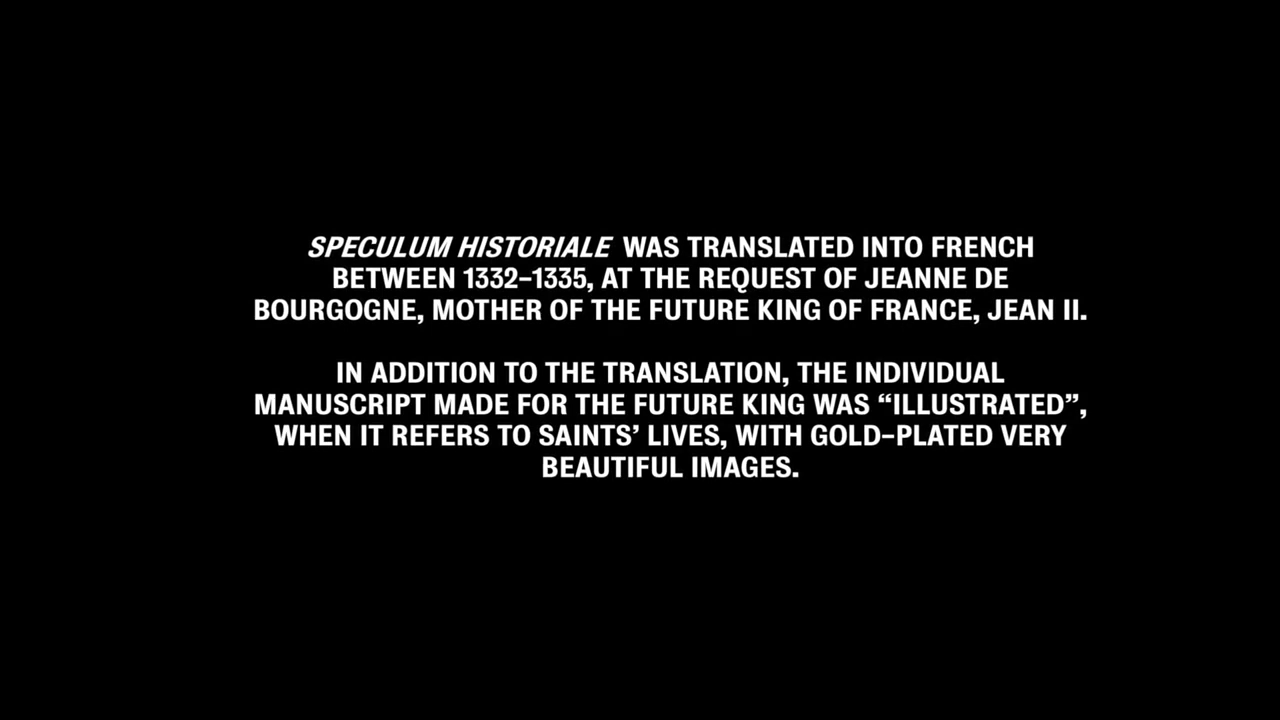 SPECULUM HISTORIALE WAS TRANSLATED INTO FRENCH
BETWEEN 1332–1335, AT THE REQUEST OF JEANNE DE
BOURGOGNE, MOTHER OF THE FUTURE KING OF FRANCE, JEAN II.
IN ADDITION TO THE TRANSLATION, THE INDIVIDUAL
MANUSCRIPT MADE FOR THE FUTURE KING WAS “ILLUSTRATED”,
WHEN IT REFERS TO SAINTS’ LIVES, WITH GOLD–PLATED VERY
BEAUTIFUL IMAGES.